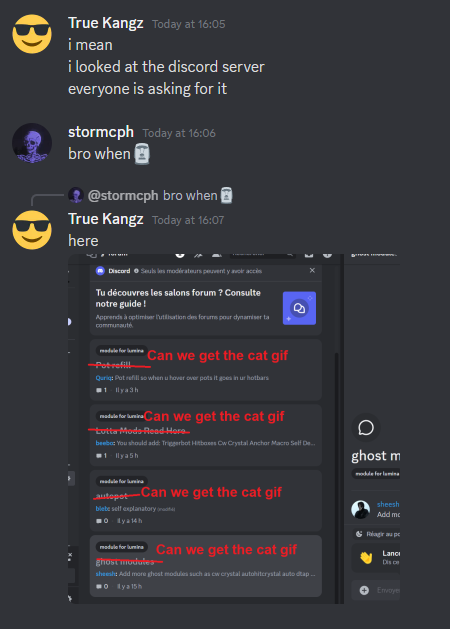 True Kangz Today at 16:05
i mean
i looked at the discord server
everyone is asking for it
stormcph Today at 16:06
bro when 🗿
@stormcph bro when 🗿
True Kangz Today at 16:07
here
Discord Seuls les modérateurs peuvent y avoir accès
Tu découvres les salons forum ? Consulte
notre guide !
Apprends à optimiser l'utilisation des forums pour dynamiser ta
communauté.
module for lumina
Pot refill Can we get the cat gif
Quriq: Pot refill so when u hover over pots it goes in ur hotbars
1 Il y a 3 h
module for lumina
Lotta Mods Read Here Can we get the cat gif
beebo: You should add: Triggerbot Hitboxes Cw Crystal Anchor Macro Self De...
1 Il y a 5 h
module for lumina
autopot Can we get the cat gif
self explanatory (modifié)
0 Il y a 14 h
module for lumina
ghost modules Can we get the cat gif
sheesh: Add more ghost modules such as cw crystal autohitcrystal auto dtap ...
0 Il y a 15 h
ghost m
module for lumina
sheesh
Add mo
Réagir au po
Lanc
Dis ce
Envoye